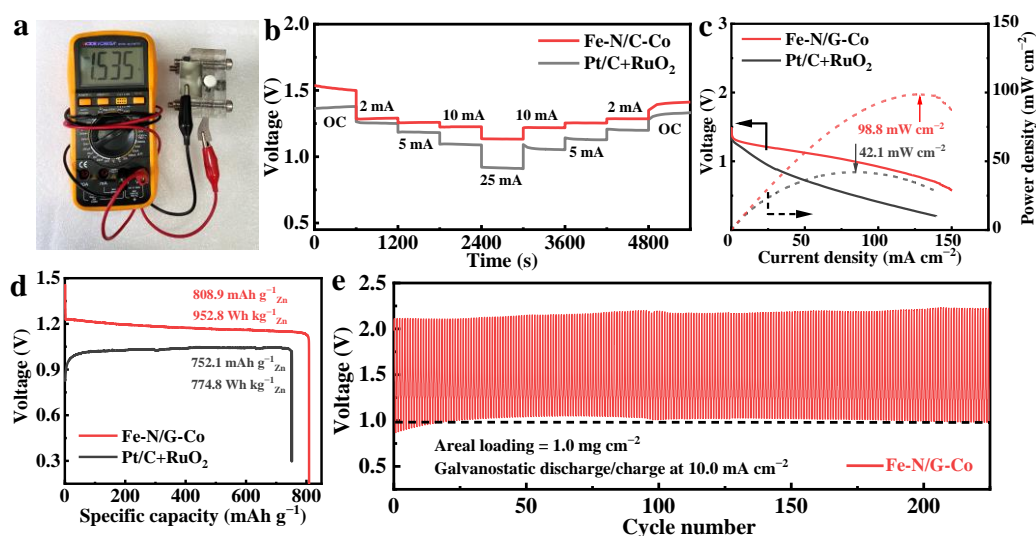 a
1.535
b
Voltage (V)
2.0
1.5
1.0
0.5
Fe-N/C-Co
Pt/C+RuO₂
OC
2 mA
5 mA
10 mA
25 mA
10 mA
5 mA
2 mA
OC
0 1200 2400 3600 4800
Time (s)
c
Voltage (V)
3
2
1
0
Fe-N/G-Co
Pt/C+RuO₂
98.8 mW cm⁻²
42.1 mW cm⁻²
150
100
50
0
Power density(mW cm⁻²)
0 50 100 150 200
Current density(mA cm⁻²)
d
Voltage (V)
1.5
1.2
0.9
0.6
0.3
808.9 mAh g⁻¹Zn
952.8 Wh kg⁻¹Zn
752.1 mAh g⁻¹Zn
774.8 Wh kg⁻¹Zn
Fe-N/G-Co
Pt/C+RuO₂
0 200 400 600 800
Specific capacity (mAh g⁻¹)
e
Voltage (V)
2.5
2.0
1.5
1.0
0.5
Areal loading = 1.0 mg cm⁻²
Galvanostatic discharge/charge at 10.0 mA cm⁻²
Fe-N/G-Co
0 50 100 150 200
Cycle number